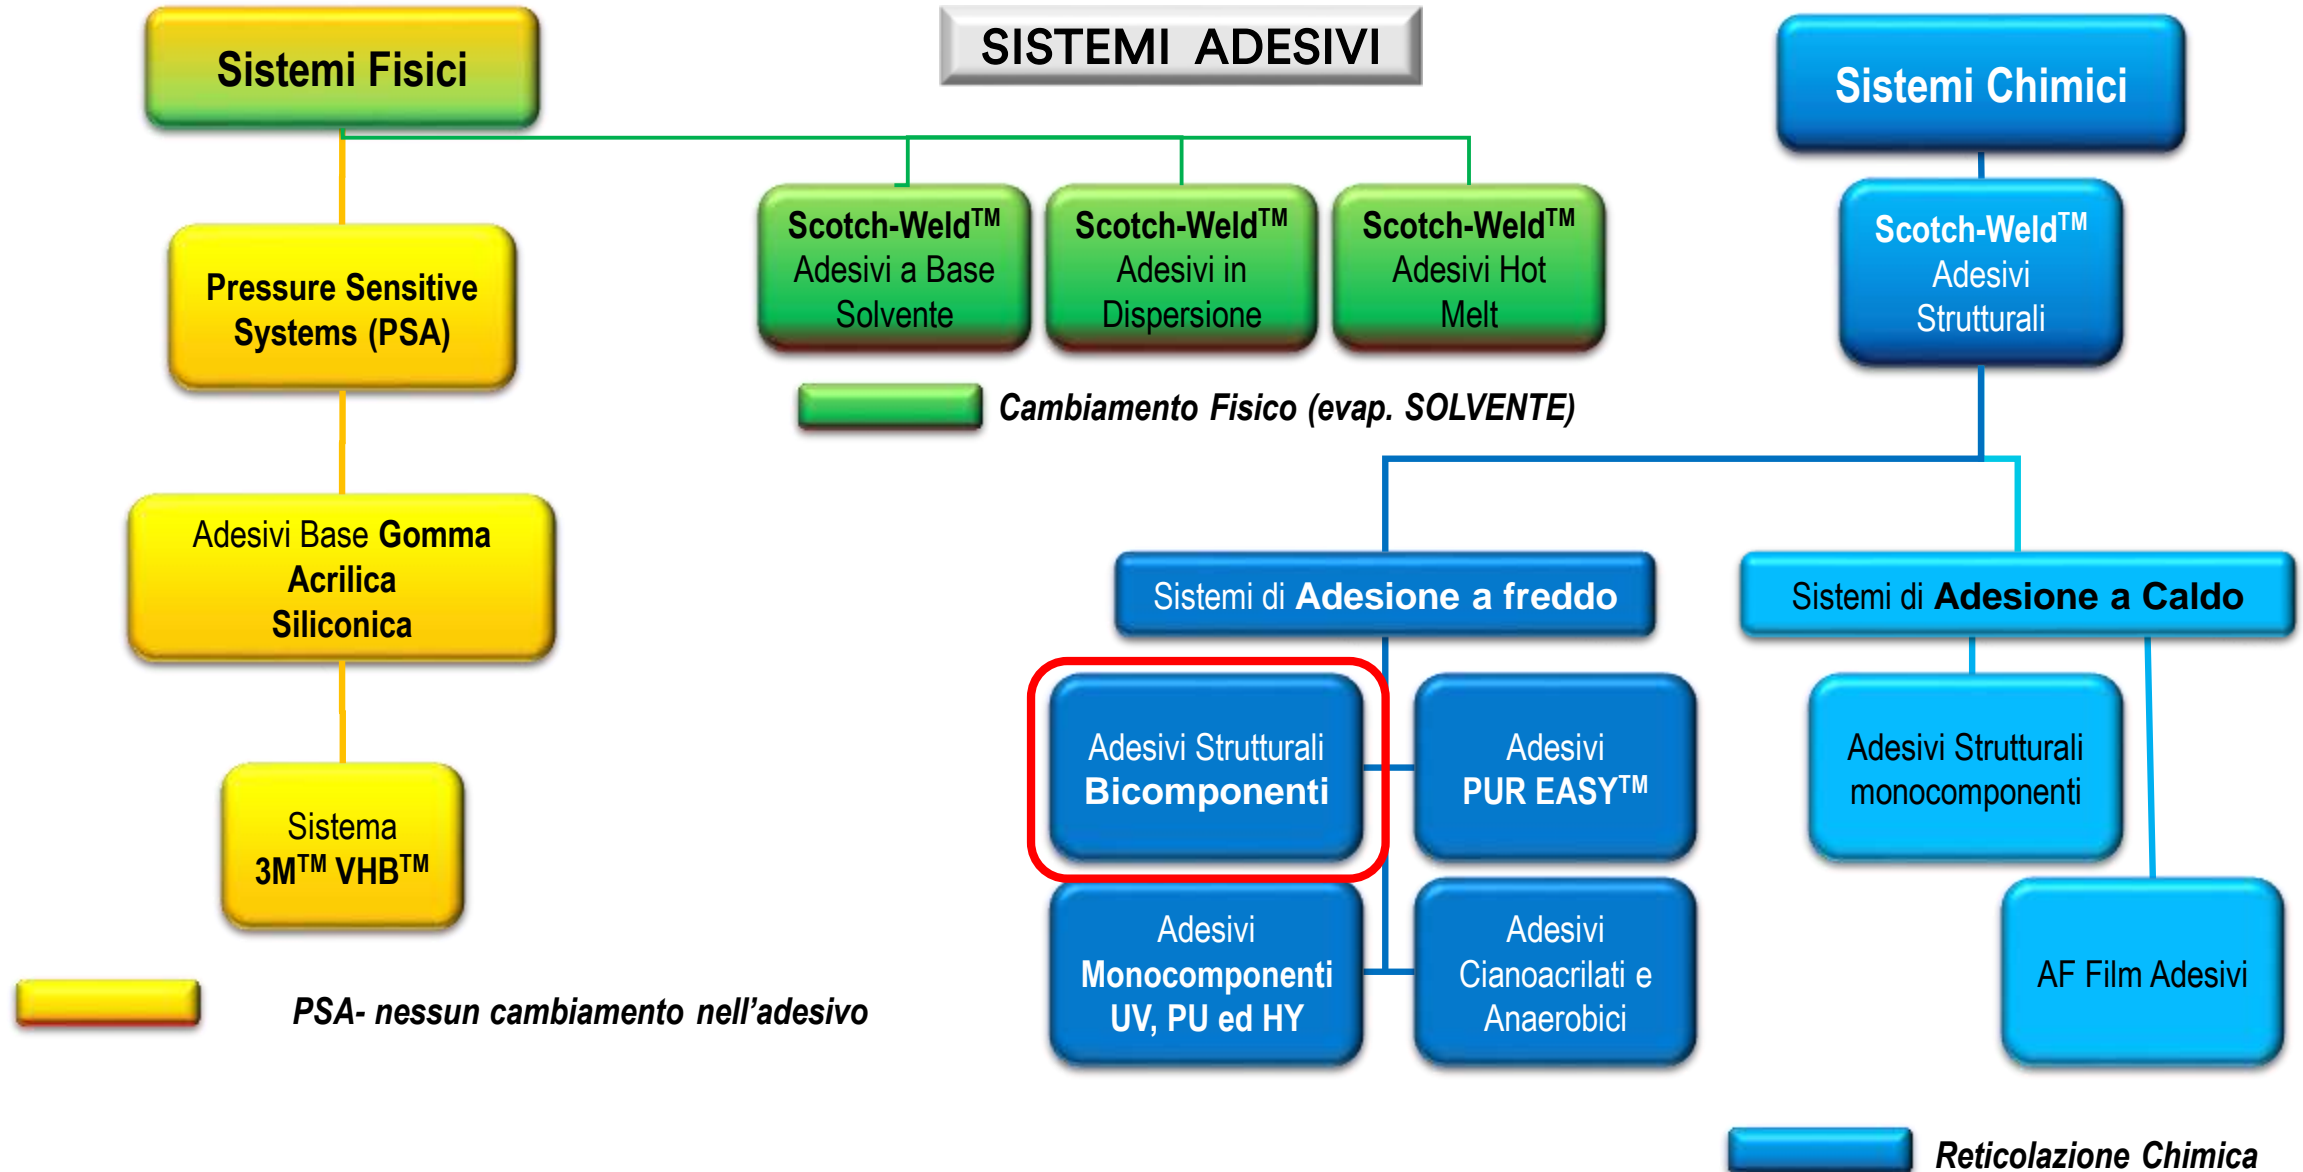 SISTEMI ADESIVI
Sistemi Fisici
Sistemi Chimici
Scotch-Weld™
Adesivi a Base
Solvente
Scotch-Weld™
Adesivi in
Dispersione
Scotch-Weld™
Adesivi Hot
Melt
Scotch-Weld™
Adesivi
Strutturali
Pressure Sensitive
Systems (PSA)
Cambiamento Fisico (evap. SOLVENTE)
Adesivi Base Gomma
Acrilica
Siliconica
Sistemi di Adesione a freddo
Sistemi di Adesione a Caldo
Adesivi Strutturali
Bicomponenti
Adesivi
PUR EASY™
Adesivi Strutturali
monocomponenti
Sistema
3M™ VHB™
Adesivi
Monocomponenti
UV, PU ed HY
Adesivi
Cianoacrilati e
Anaerobici
AF Film Adesivi
PSA- nessun cambiamento nell’adesivo
Reticolazione Chimica